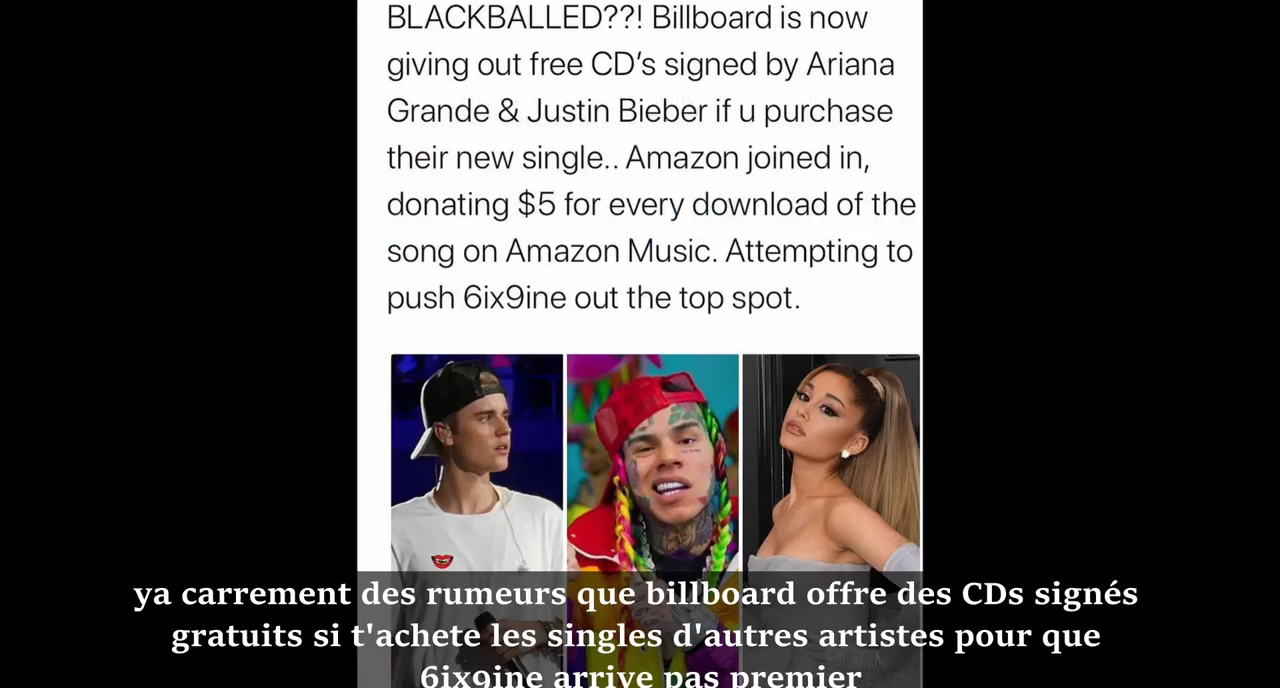 BLACKBALLED??! Billboard is now
giving out free CD’s signed by Ariana
Grande & Justin Bieber if u purchase
their new single.. Amazon joined in,
donating $5 for every download of the
song on Amazon Music. Attempting to
push 6ix9ine out the top spot.
ya carrement des rumeurs que billboard offre des CDs signés
gratuits si t'achete les singles d'autres artistes pour que
6ix9ine arrive pas premier